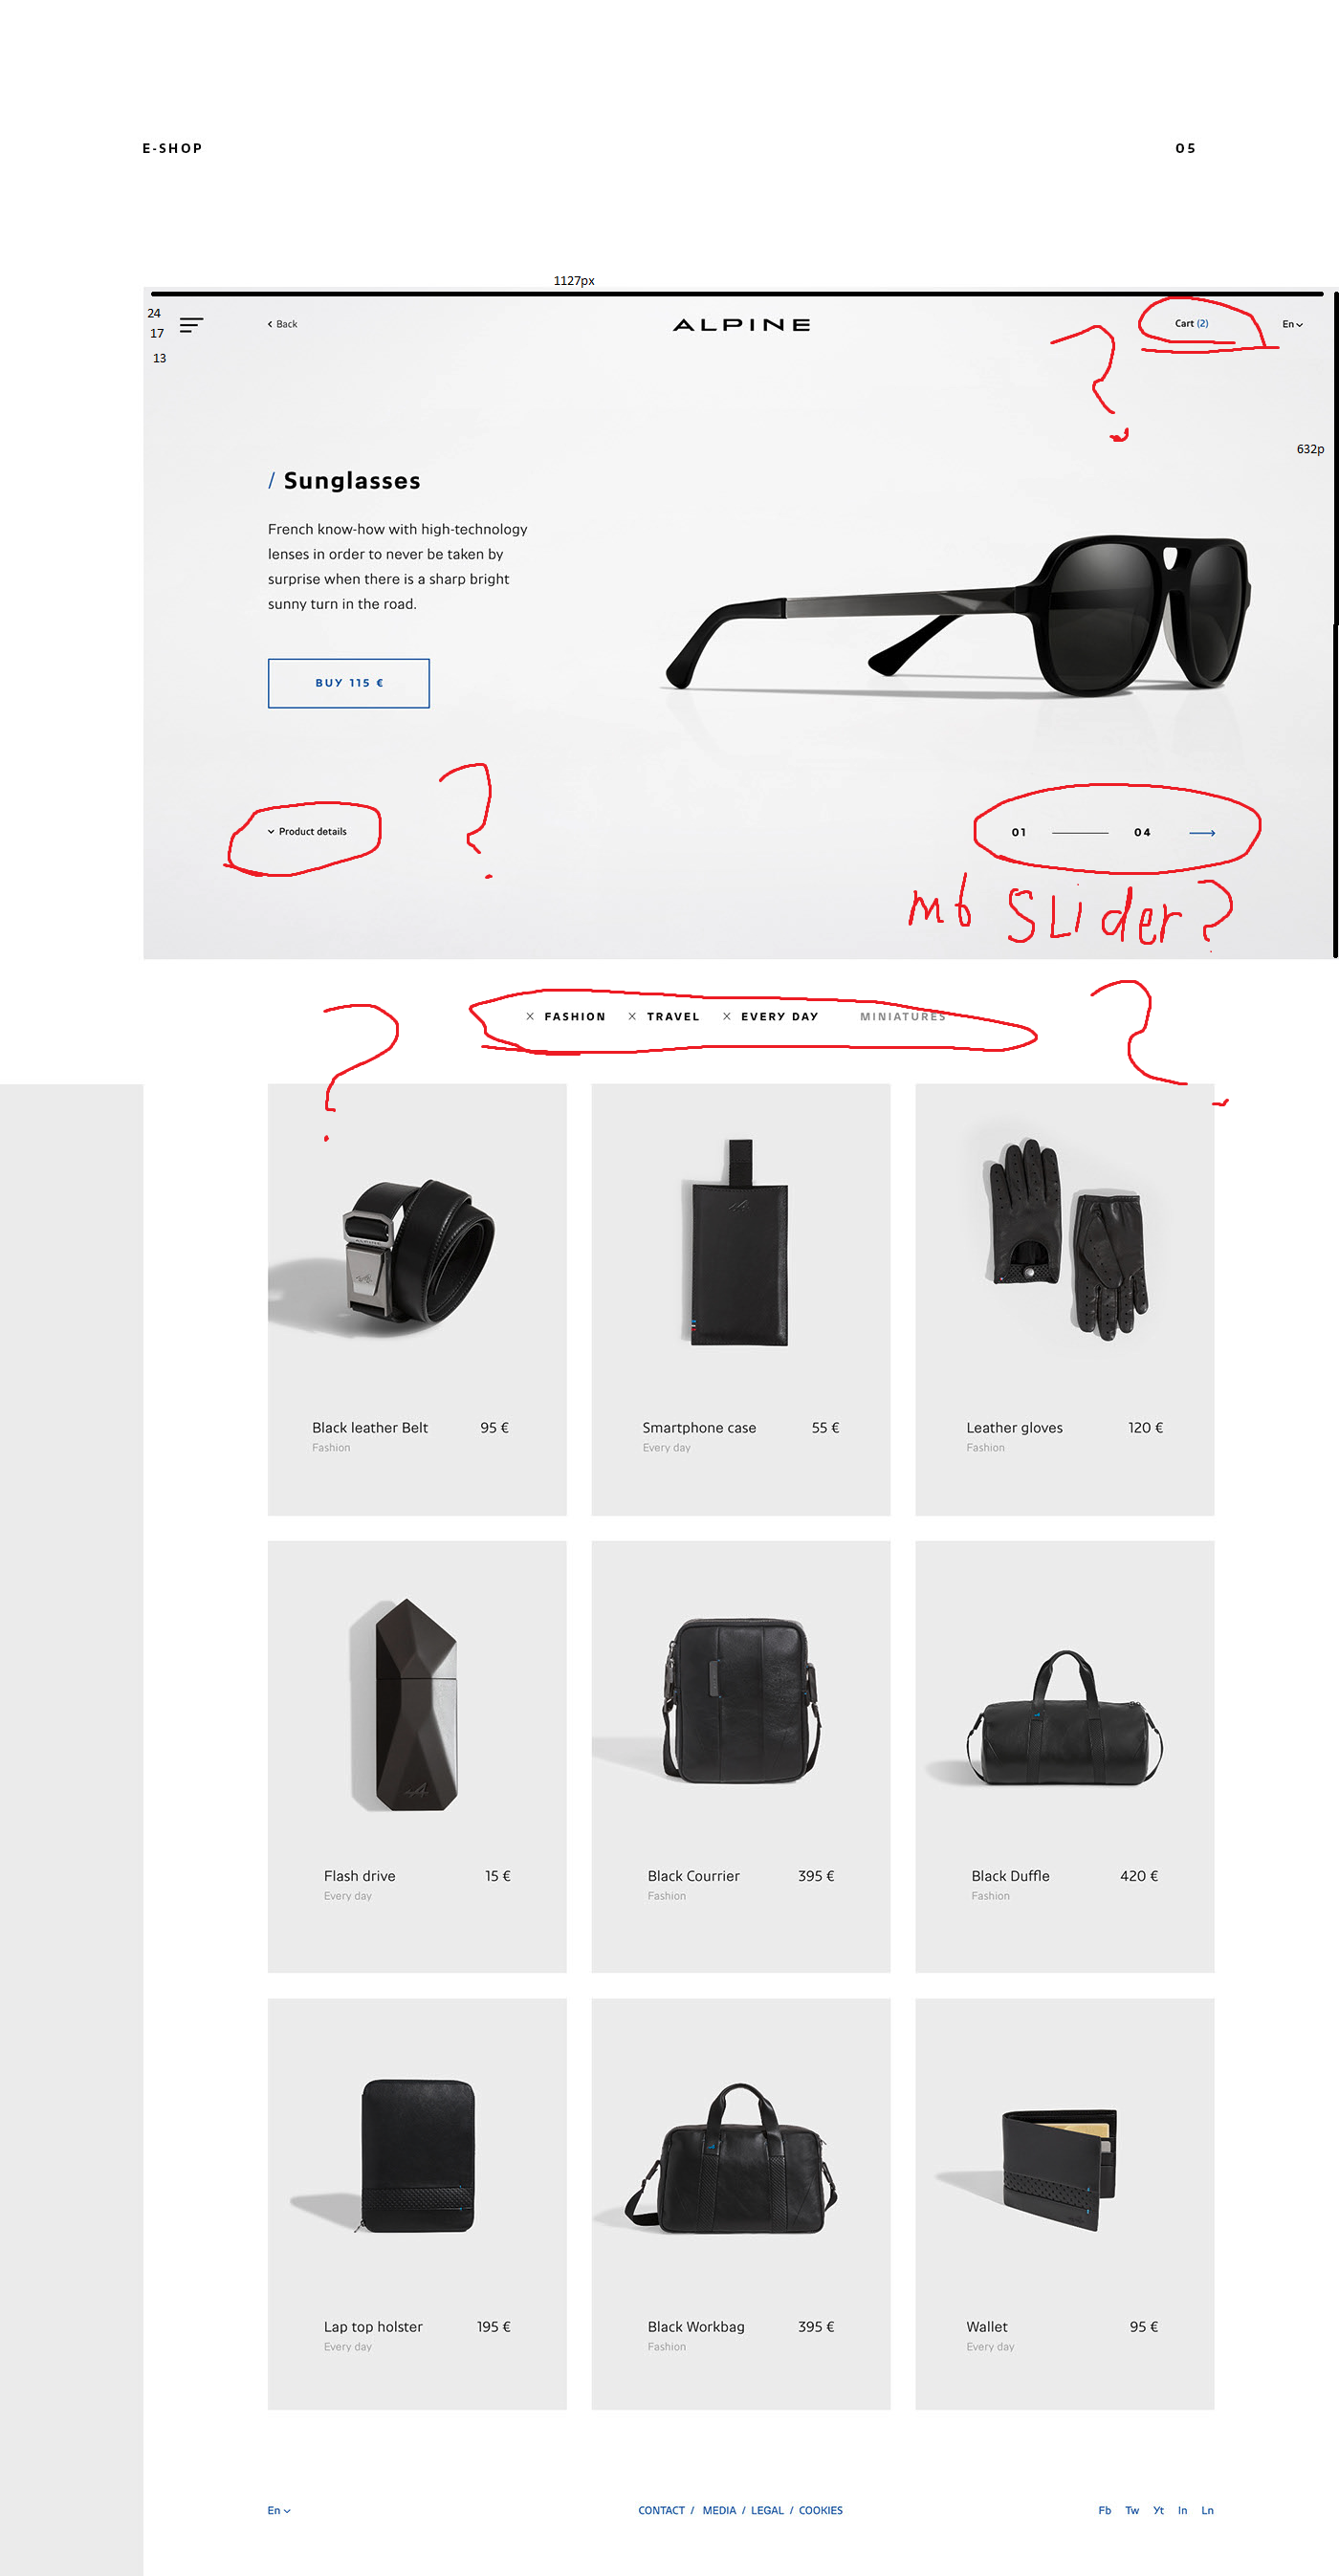 E-SHOP
05
1127px
24
17
13
Back
ALPINE
Cart (2)
En
?
632p
/ Sunglasses
French know-how with high-technology
lenses in order to never be taken by
surprise when there is a sharp bright
sunny turn in the road.
BUY 115 €
?
Product details
01
04
mb SLider?
?
× FASHION × TRAVEL × EVERY DAY MINIATURES
?
Black leather Belt 95 €
Fashion
Smartphone case 55 €
Every day
Leather gloves 120 €
Fashion
Flash drive 15 €
Every day
Black Courrier 395 €
Fashion
Black Duffle 420 €
Fashion
Lap top holster 195 €
Every day
Black Workbag 395 €
Fashion
Wallet 95 €
Every day
En
CONTACT / MEDIA / LEGAL / COOKIES
Fb Tw Yt In Ln